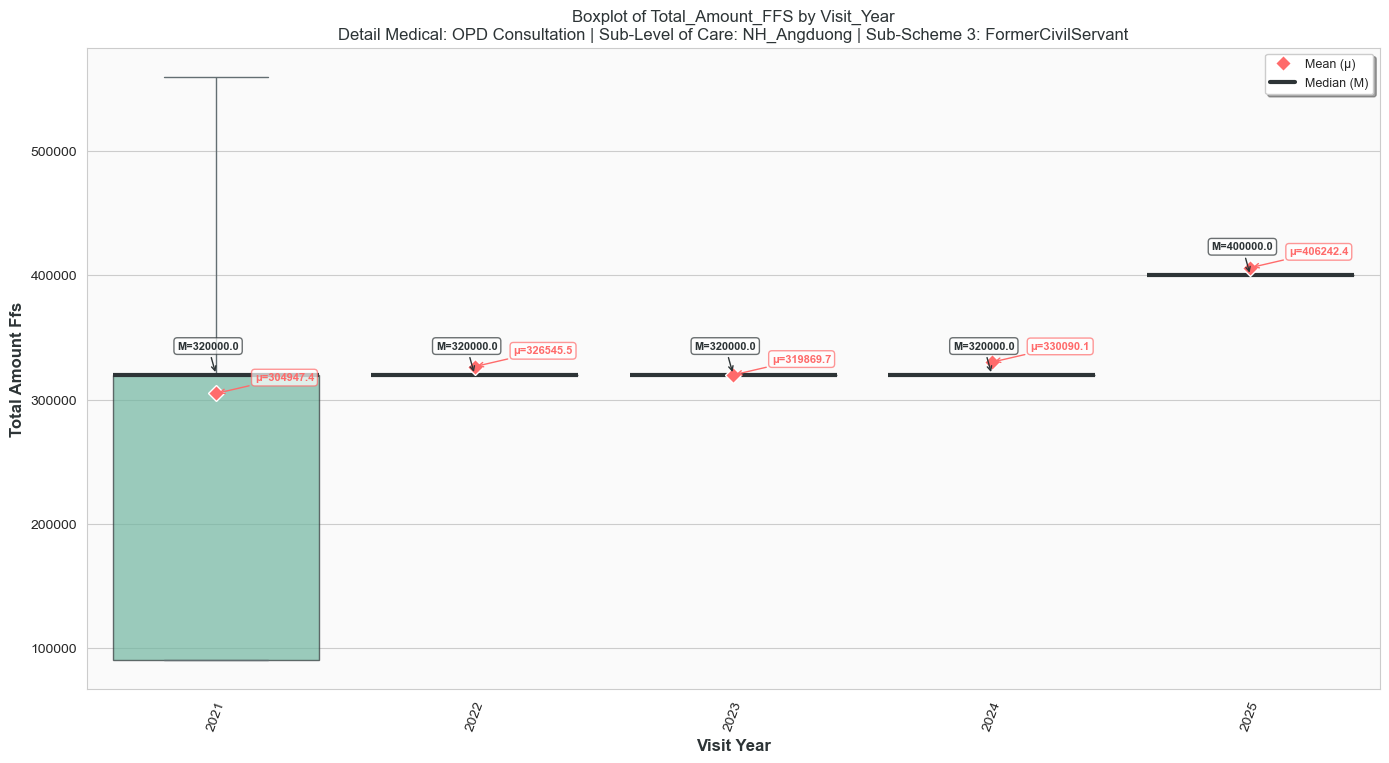 Boxplot of Total_Amount_FFS by Visit_Year
Detail Medical: OPD Consultation | Sub-Level of Care: NH_Angduong | Sub-Scheme 3: FormerCivilServant
Mean (μ)
Median (M)
Total Amount Ffs
500000
400000
300000
200000
100000
M=320000.0
μ=304947.4
M=320000.0
μ=326545.5
M=320000.0
μ=319869.7
M=320000.0
μ=330090.1
M=400000.0
μ=406242.4
2021
2022
2023
2024
2025
Visit Year